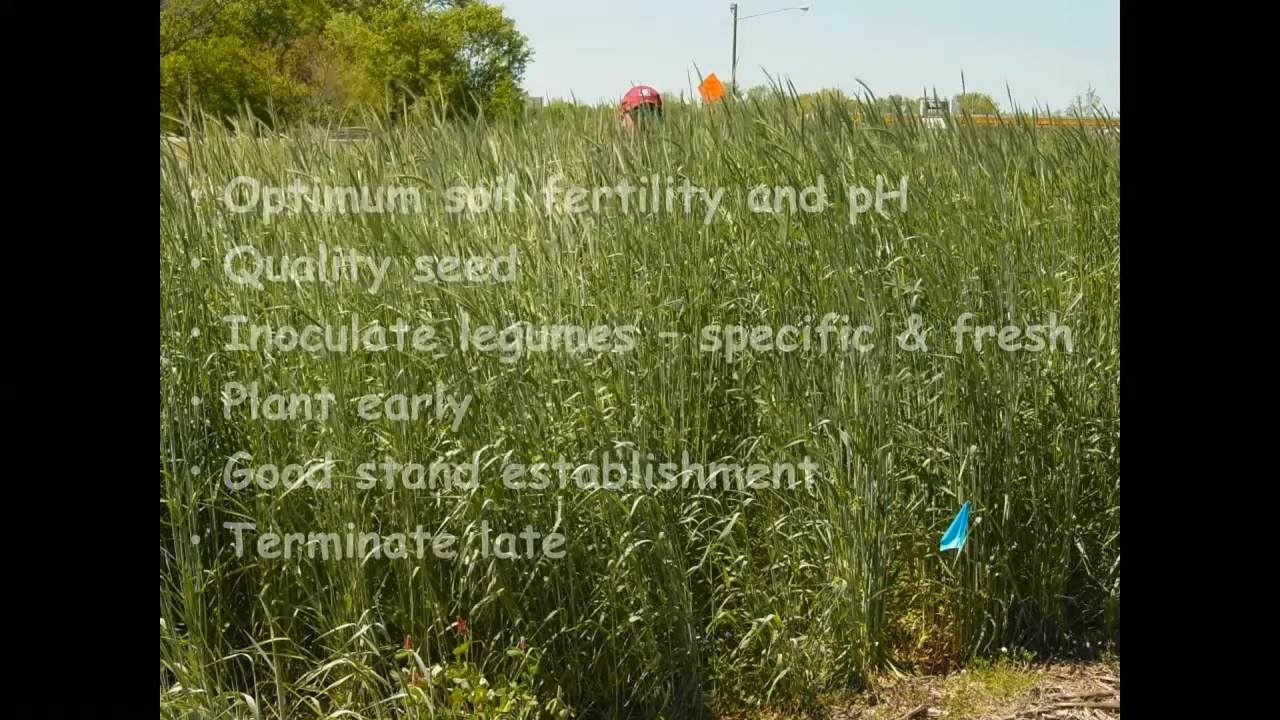 • Optimum soil fertility and pH
• Quality seed
• Inoculate legumes – specific & fresh
• Plant early
• Good stand establishment
• Terminate late